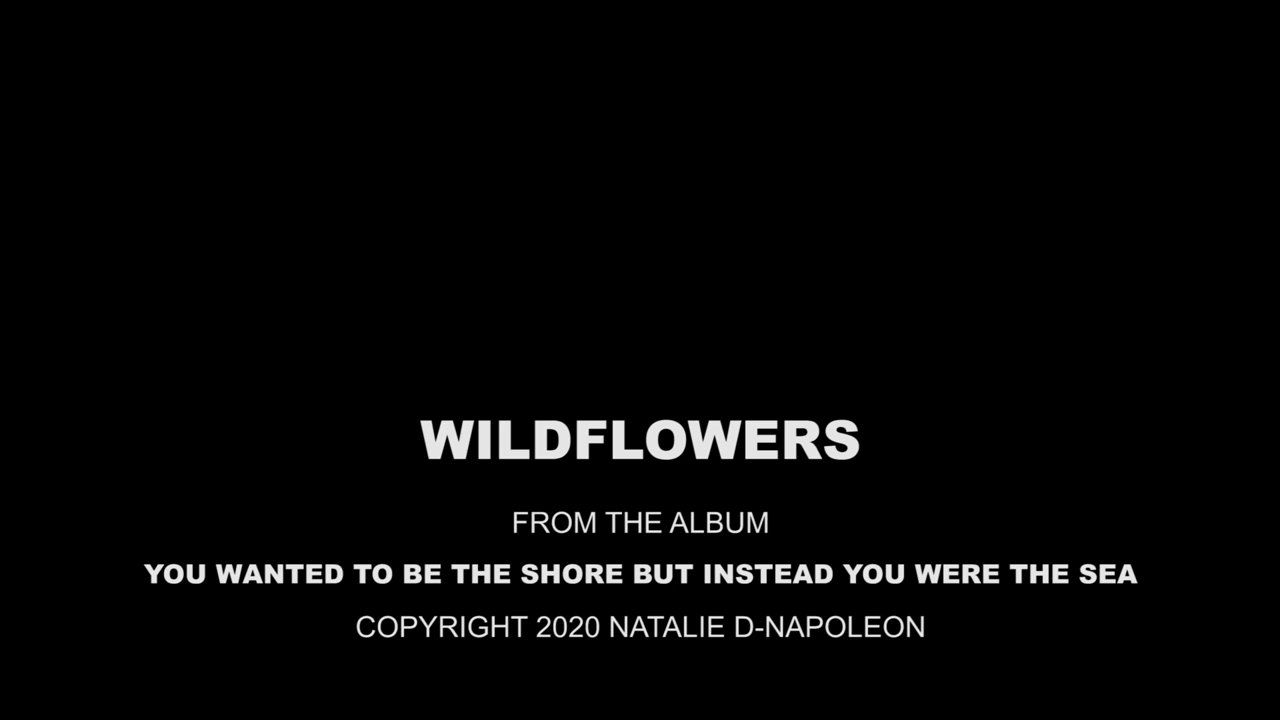 WILDFLOWERS
FROM THE ALBUM
YOU WANTED TO BE THE SHORE BUT INSTEAD YOU WERE THE SEA
COPYRIGHT 2020 NATALIE D-NAPOLEON